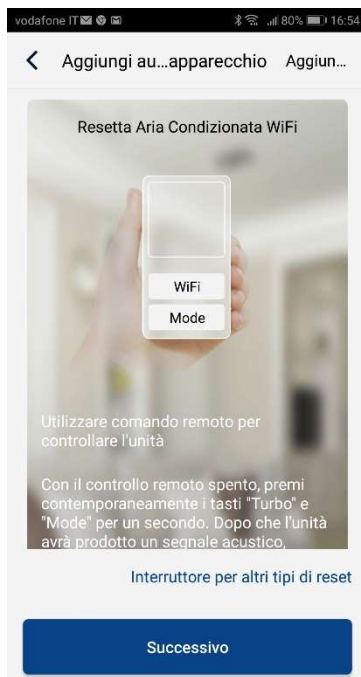 vodafone IT 80% 16:54
Aggiungi au...apparecchio Aggiun...
Resetta Aria Condizionata WiFi
WiFi
Mode
Utilizzare comando remoto per
controllare l'unità
Con il controllo remoto spento, premi
contemporaneamente i tasti "Turbo" e
"Mode" per un secondo. Dopo che l'unità
avrà prodotto un segnale acustico,
Interruttore per altri tipi di reset
Successivo